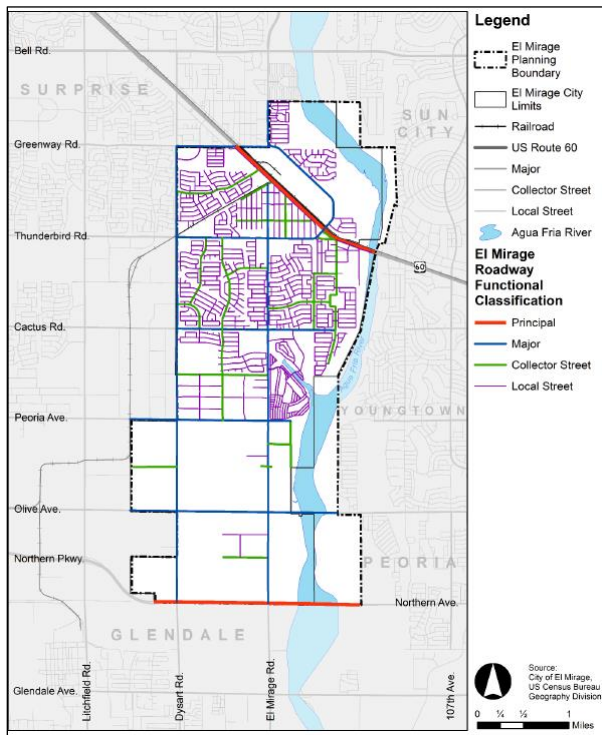 Bell Rd.
SURPRISE
SUN
CITY
Greenway Rd.
Thunderbird Rd.
60
Cactus Rd.
Agua Fria River
Peoria Ave.
YOUNGTOWN
Olive Ave.
Northern Pkwy.
PEORIA
Northern Ave.
GLENDALE
Glendale Ave.
Litchfield Rd.
Dysart Rd.
El Mirage Rd.
107th Ave.
Legend
El Mirage
Planning
Boundary
El Mirage City
Limits
Railroad
US Route 60
Major
Collector Street
Local Street
Agua Fria River
El Mirage
Roadway
Functional
Classification
Principal
Major
Collector Street
Local Street
Source:
City of El Mirage,
US Census Bureau
Geography Division
0 ¼ ½ 1
Miles